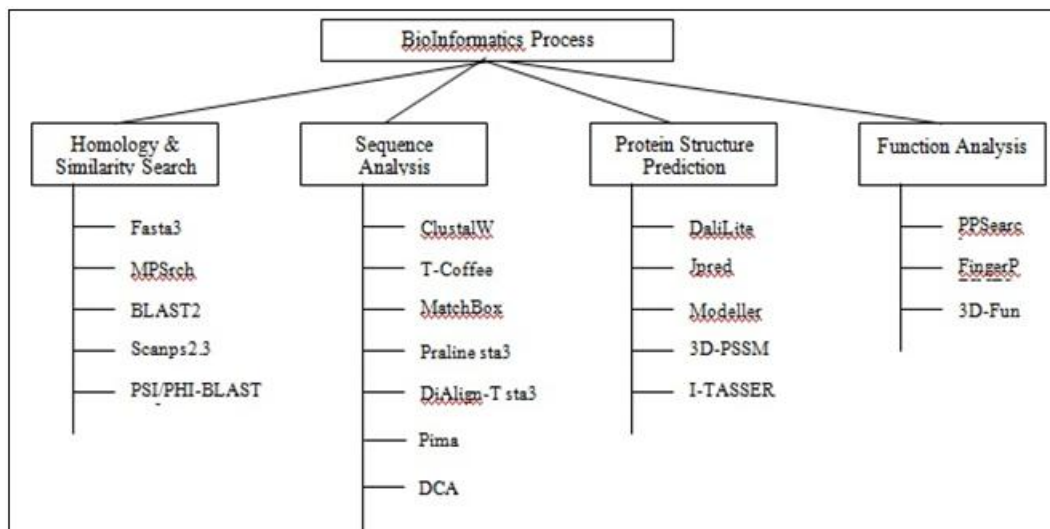 BioInformatics Process
Homology &
Similarity Search
Fasta3
MPSrch
BLAST2
Scanps2.3
PSI/PHI-BLAST
Sequence
Analysis
ClustalW
T-Coffee
MatchBox
Praline sta3
DiAlign-T sta3
Pima
DCA
Protein Structure
Prediction
DaliLite
Jpred
Modeller
3D-PSSM
I-TASSER
Function Analysis
PPSearc
FingerP
3D-Fun